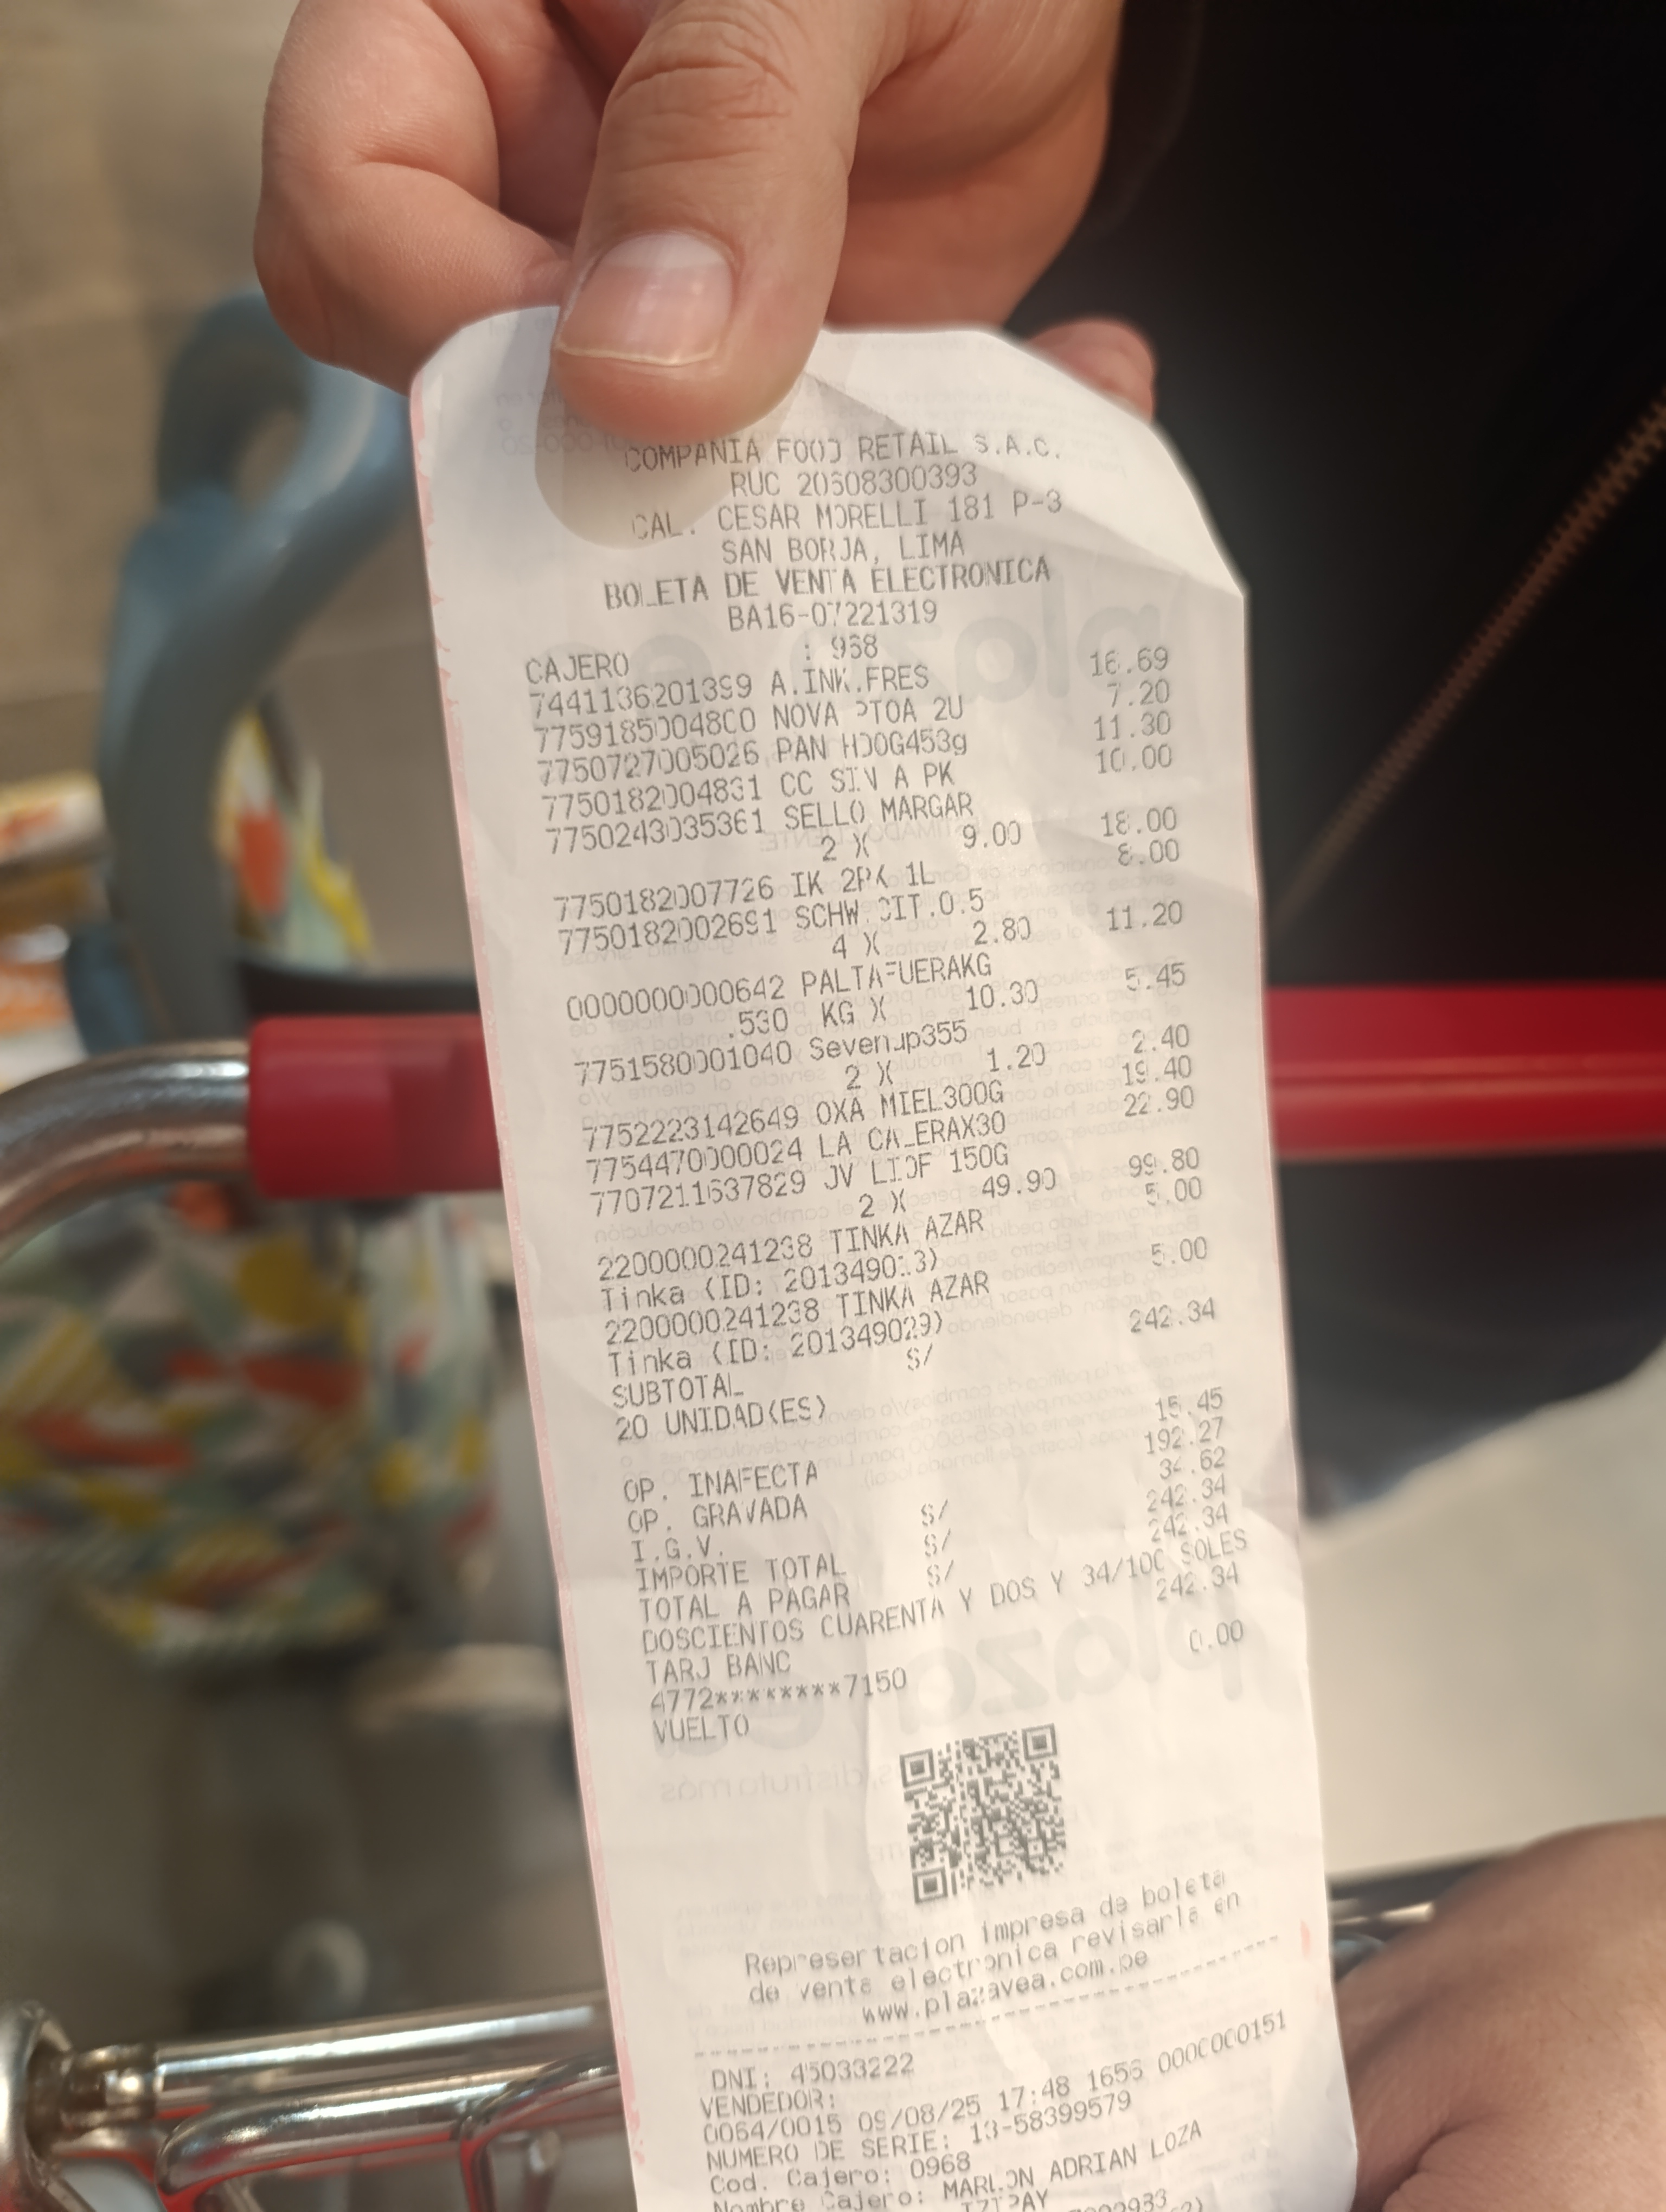 COMPANIA FOOD RETAIL S.A.C.
RUC 20608300393
CAL. CESAR MORELLI 181 P-3
SAN BORJA, LIMA
BOLETA DE VENTA ELECTRONICA
BA16-07221319
CAJERO : 968
7441136201399 A.INK.FRES 16.69
7759185004800 NOVA PTOA 2U 7.20
7750727005026 PAN HOOG453g 11.30
7750182004831 CC SIN A PK 10.00
7750243035361 SELLO MARGAR
2 X 9.00 18.00
7750182007726 IK 2PK 1L 8.00
7750182002691 SCHW.CIT.0.5
4 X 2.80 11.20
0000000000642 PALTAFUERAKG
.530 KG X 10.30 5.45
7751580001040 Sevenup355
2 X 1.20 2.40
7752223142649 OXA MIEL300G 19.40
7754470000024 LA CALERAX30 22.90
7707211637829 JV LIOF 150G
2 X 49.90 99.80
2200000241238 TINKA AZAR 5.00
Tinka (ID: 201349013)
2200000241238 TINKA AZAR 5.00
Tinka (ID: 201349029)
SUBTOTAL S/ 242.34
20 UNIDAD(ES)
OP. INAFECTA 15.45
OP. GRAVADA 192.27
I.G.V. S/ 34.62
IMPORTE TOTAL S/ 242.34
TOTAL A PAGAR S/ 242.34
DOSCIENTOS CUARENTA Y DOS Y 34/100 SOLES
TARJ BANC 242.34
4772********7150
VUELTO 0.00
Representacion impresa de boleta
de venta electronica revisarla en
www.plazavea.com.pe
DNI: 45033222
VENDEDOR:
0064/0015 09/08/25 17:48 1656 0000000151
NUMERO DE SERIE: 13-58399579
Cod. Cajero: 0968
Nombre Cajero: MARLON ADRIAN LOZA
IZIPAY